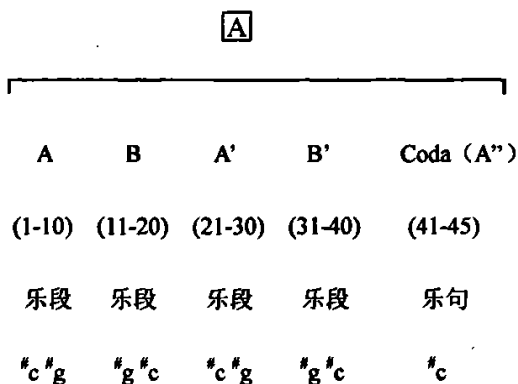 A
A B A' B' Coda（A”）
(1-10) (11-20) (21-30) (31-40) (41-45)
乐段 乐段 乐段 乐段 乐句
#c #g #g #c #c #g #g #c #c